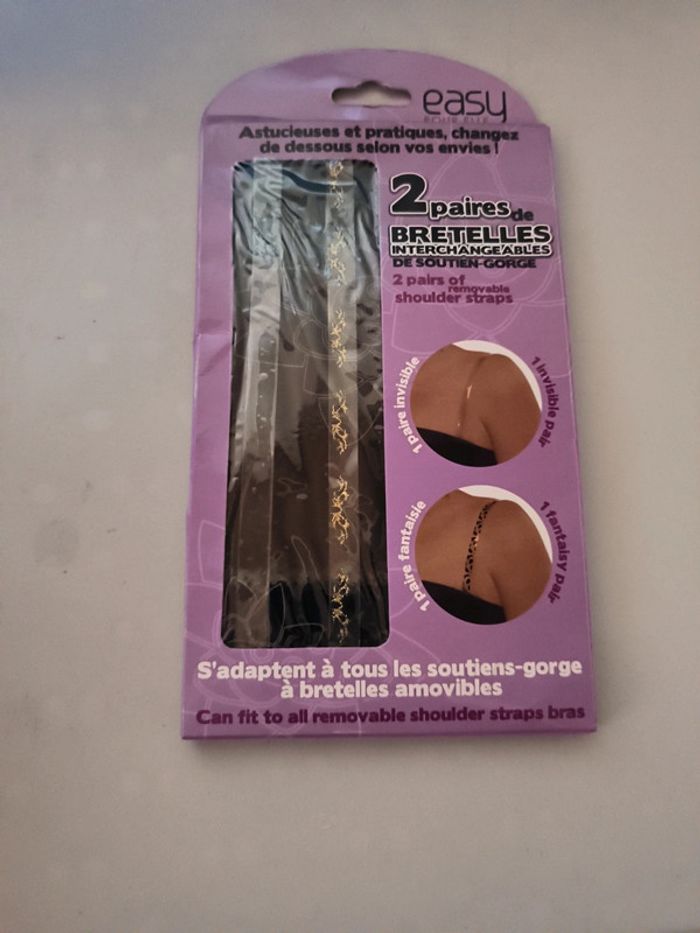 easy
POUR ELLE
Astucieuses et pratiques, changez
de dessous selon vos envies !
2 paires de
BRETELLES
INTERCHANGEABLES
DE SOUTIEN-GORGE
2 pairs of
removable
shoulder straps
1 paire invisible
1 invisible pair
1 paire fantaisie
1 fantaisy pair
S'adaptent à tous les soutiens-gorge
à bretelles amovibles
Can fit to all removable shoulder straps bras